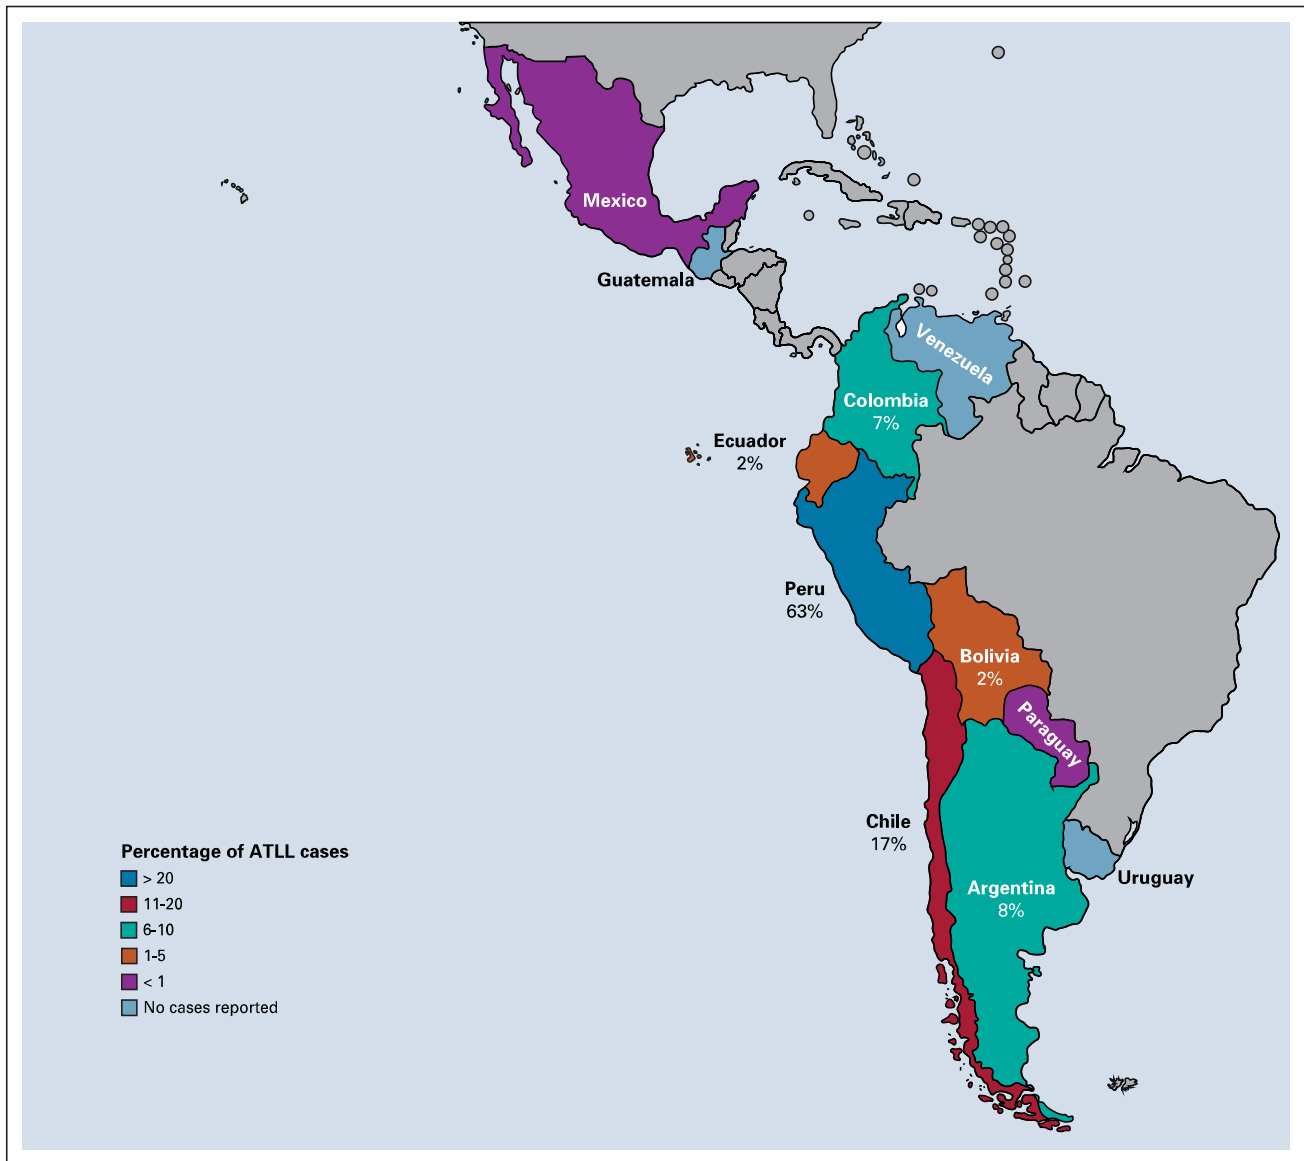 Mexico
Guatemala
Venezuela
Colombia
7%
Ecuador
2%
Peru
63%
Bolivia
2%
Paraguay
Chile
17%
Argentina
8%
Uruguay
Percentage of ATLL cases
> 20
11-20
6-10
1-5
< 1
No cases reported